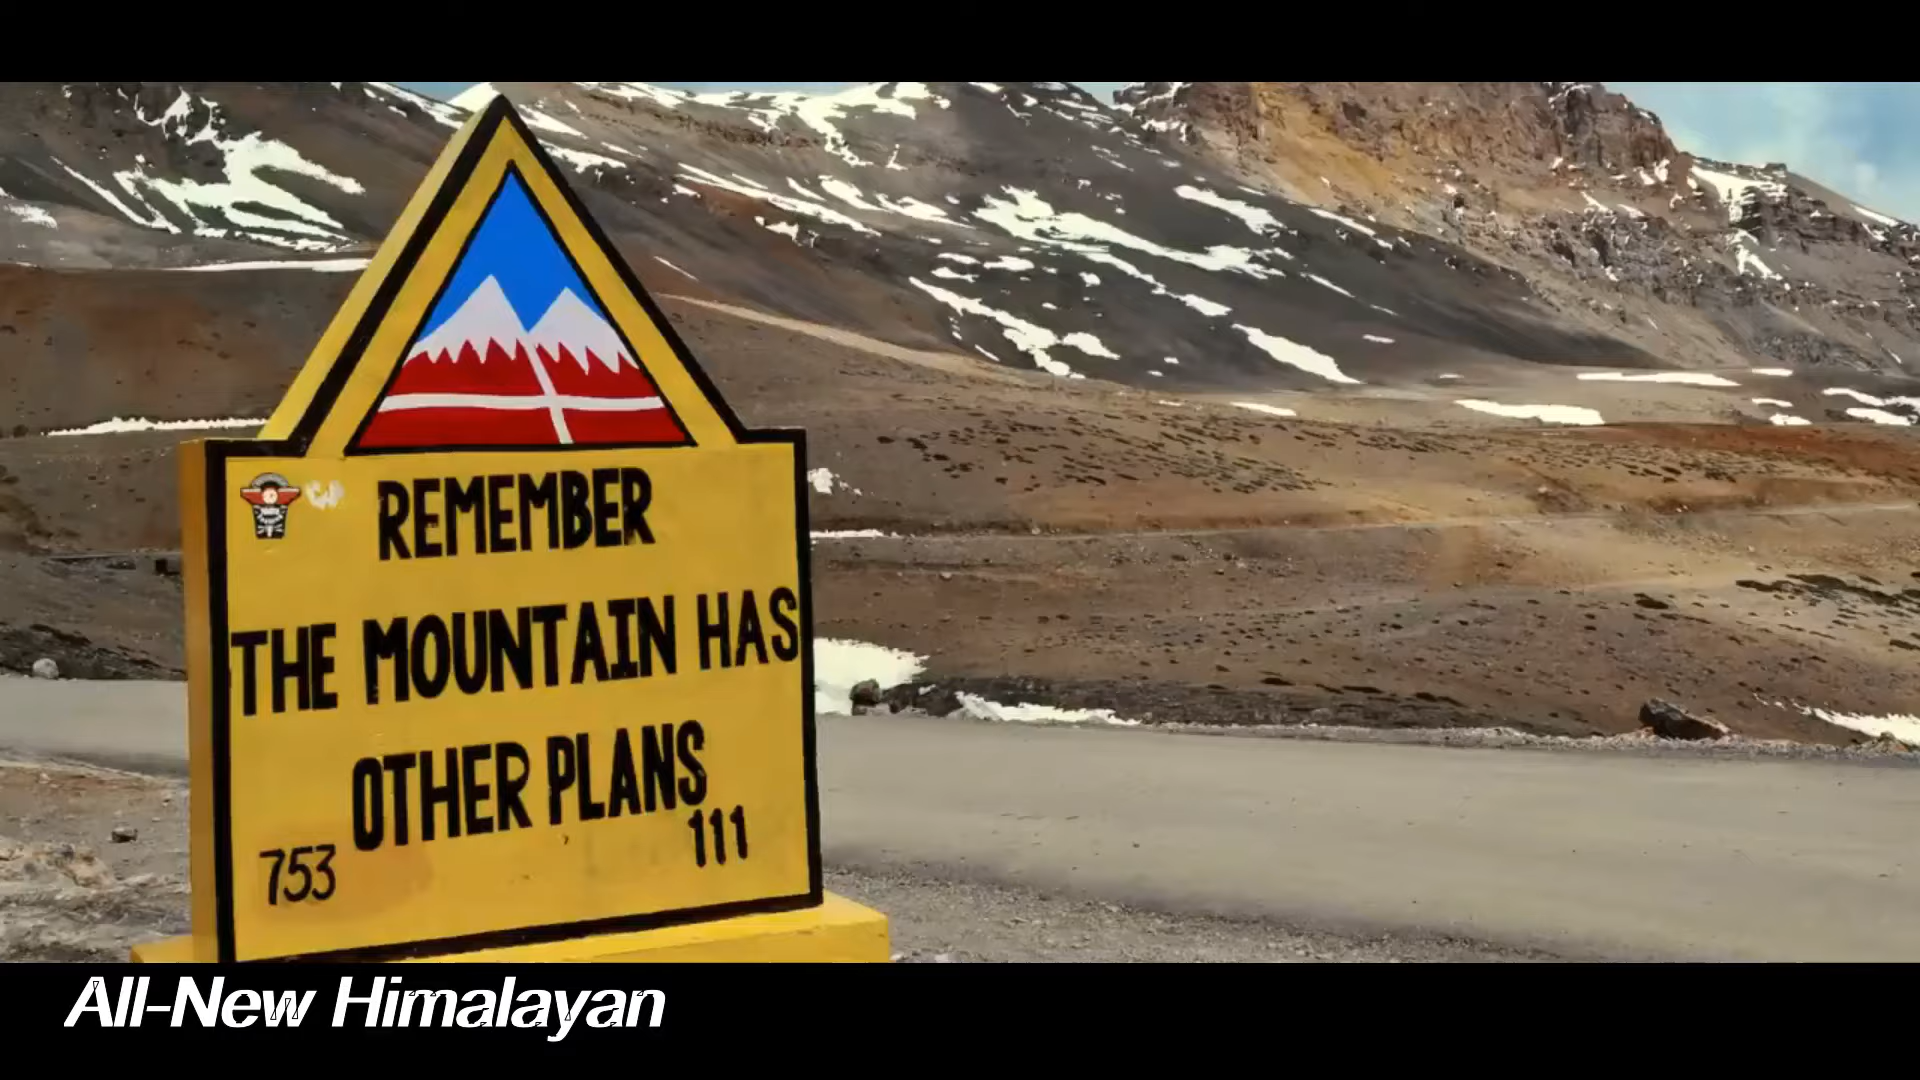 REMEMBER
THE MOUNTAIN HAS
OTHER PLANS
753
111
All-New Himalayan